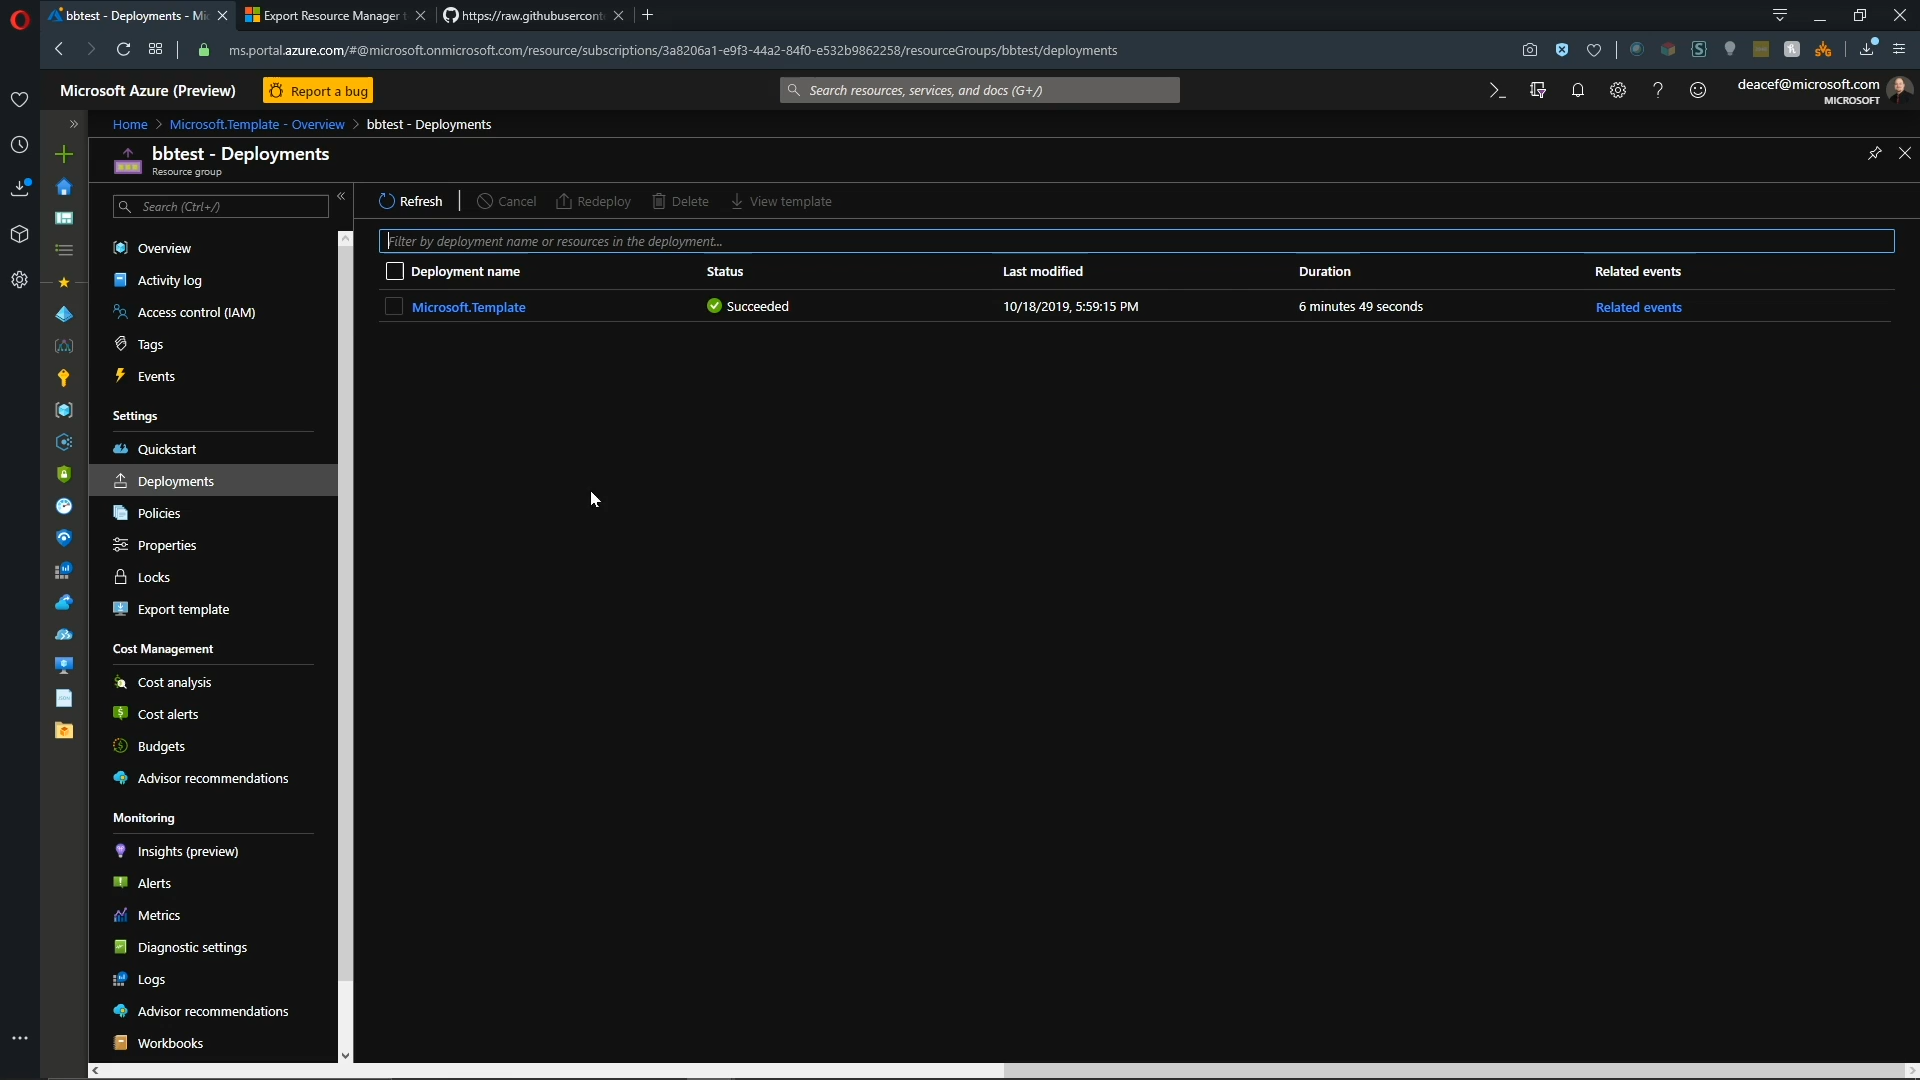 bbtest - Deployments - Mi
Export Resource Manager t
https://raw.githubuserconte
ms.portal.azure.com/#@microsoft.onmicrosoft.com/resource/subscriptions/3a8206a1-e9f3-44a2-84f0-e532b9862258/resourceGroups/bbtest/deployments
Microsoft Azure (Preview)
Report a bug
Search resources, services, and docs (G+/)
deacef@microsoft.com
MICROSOFT
Home > Microsoft.Template - Overview > bbtest - Deployments
bbtest - Deployments
Resource group
Search (Ctrl+/)
Refresh
Cancel
Redeploy
Delete
View template
Filter by deployment name or resources in the deployment...
Deployment name Status Last modified Duration Related events
Microsoft.Template Succeeded 10/18/2019, 5:59:15 PM 6 minutes 49 seconds Related events
Overview
Activity log
Access control (IAM)
Tags
Events
Settings
Quickstart
Deployments
Policies
Properties
Locks
Export template
Cost Management
Cost analysis
Cost alerts
Budgets
Advisor recommendations
Monitoring
Insights (preview)
Alerts
Metrics
Diagnostic settings
Logs
Advisor recommendations
Workbooks